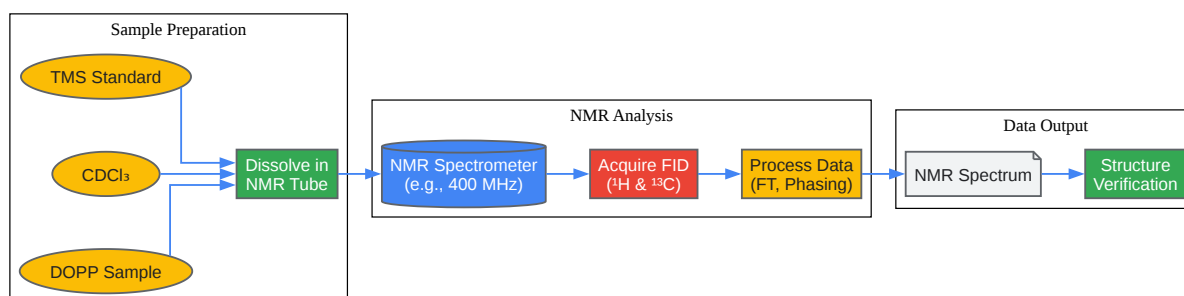 Sample Preparation
TMS Standard
CDCl₃
DOPP Sample
Dissolve in
NMR Tube
NMR Analysis
NMR Spectrometer
(e.g., 400 MHz)
Acquire FID
(¹H & ¹³C)
Process Data
(FT, Phasing)
Data Output
NMR Spectrum
Structure
Verification